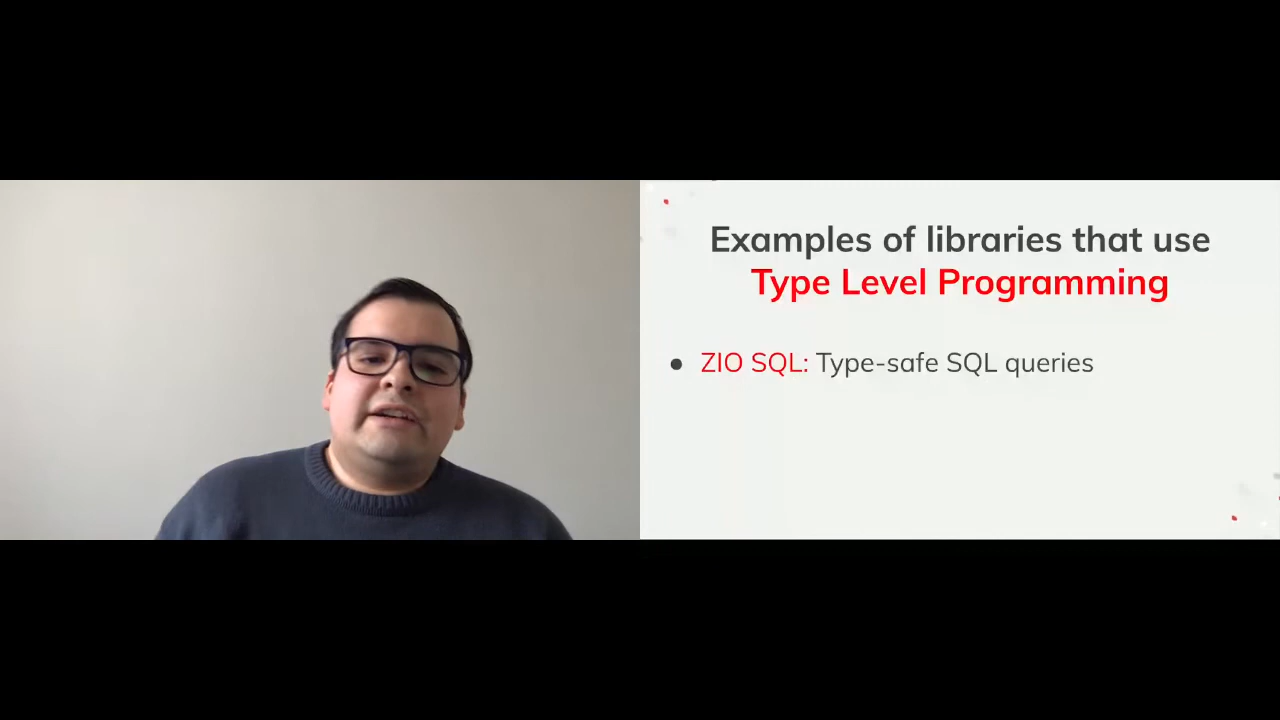 Examples of libraries that use
Type Level Programming
● ZIO SQL: Type-safe SQL queries